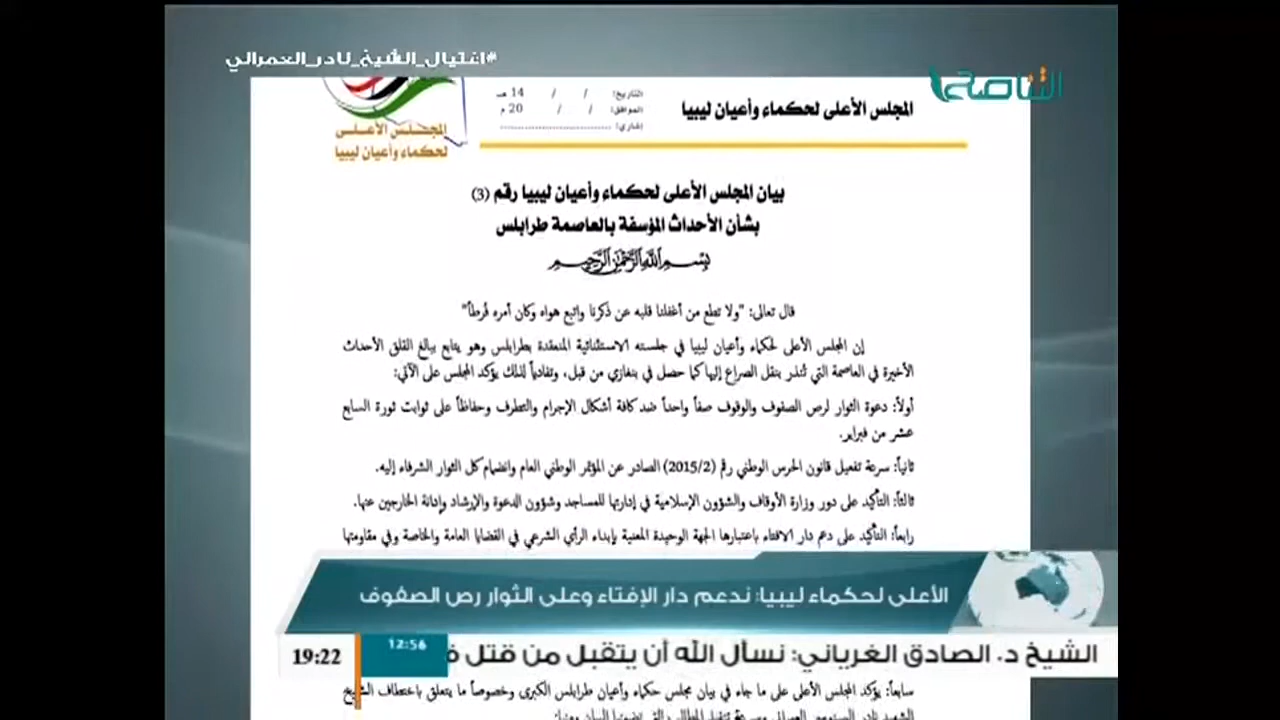 #اغتيال_الشيخ_نادر_العمراني
التناصح
المجلس الأعلى لحكماء وأعيان ليبيا
التاريخ: / / 14 هـ
الموافق: / / 20 م
إشاري: ........................
المجلس الأعلى
لحكماء وأعيان ليبيا
بيان المجلس الأعلى لحكماء وأعيان ليبيا رقم (3)
بشأن الأحداث المؤسفة بالعاصمة طرابلس
بسم الله الرحمن الرحيم
قال تعالى: "ولا تطع من أغفلنا قلبه عن ذكرنا واتبع هواه وكان أمره فرطاً"
إن المجلس الأعلى لحكماء وأعيان ليبيا في جلسته الاستثنائية المنعقدة بطرابلس وهو يتابع ببالغ القلق الأحداث
الأخيرة في العاصمة التي تُنذر بنقل الصراع إليها كما حصل في بنغازي من قبل، وتفادياً لذلك يؤكد المجلس على الآتي:
أولاً: دعوة الثوار لرص الصفوف والوقوف صفاً واحداً ضد كافة أشكال الإجرام والتطرف وحفاظاً على ثوابت ثورة السابع
عشر من فبراير.
ثانياً: سرعة تفعيل قانون الحرس الوطني رقم (2015/2) الصادر عن المؤتمر الوطني العام وانضمام كل الثوار الشرفاء إليه.
ثالثاً: التأكيد على دور وزارة الأوقاف والشؤون الإسلامية في إدارتها للمساجد وشؤون الدعوة والإرشاد وإدانة الخارجين عنها.
رابعاً: التأكيد على دعم دار الافتاء باعتبارها الجهة الوحيدة المعنية بإبداء الرأي الشرعي في القضايا العامة والخاصة وفي مقاومتها
الأعلى لحكماء ليبيا: ندعم دار الإفتاء وعلى الثوار رص الصفوف
الشيخ د. الصادق الغرياني: نسأل الله أن يتقبل من قتل ف
12:56
19:22
سابعاً: يؤكد المجلس الأعلى على ما جاء في بيان مجلس حكماء وأعيان طرابلس الكبرى وخصوصاً ما يتعلق باختطاف الشيخ